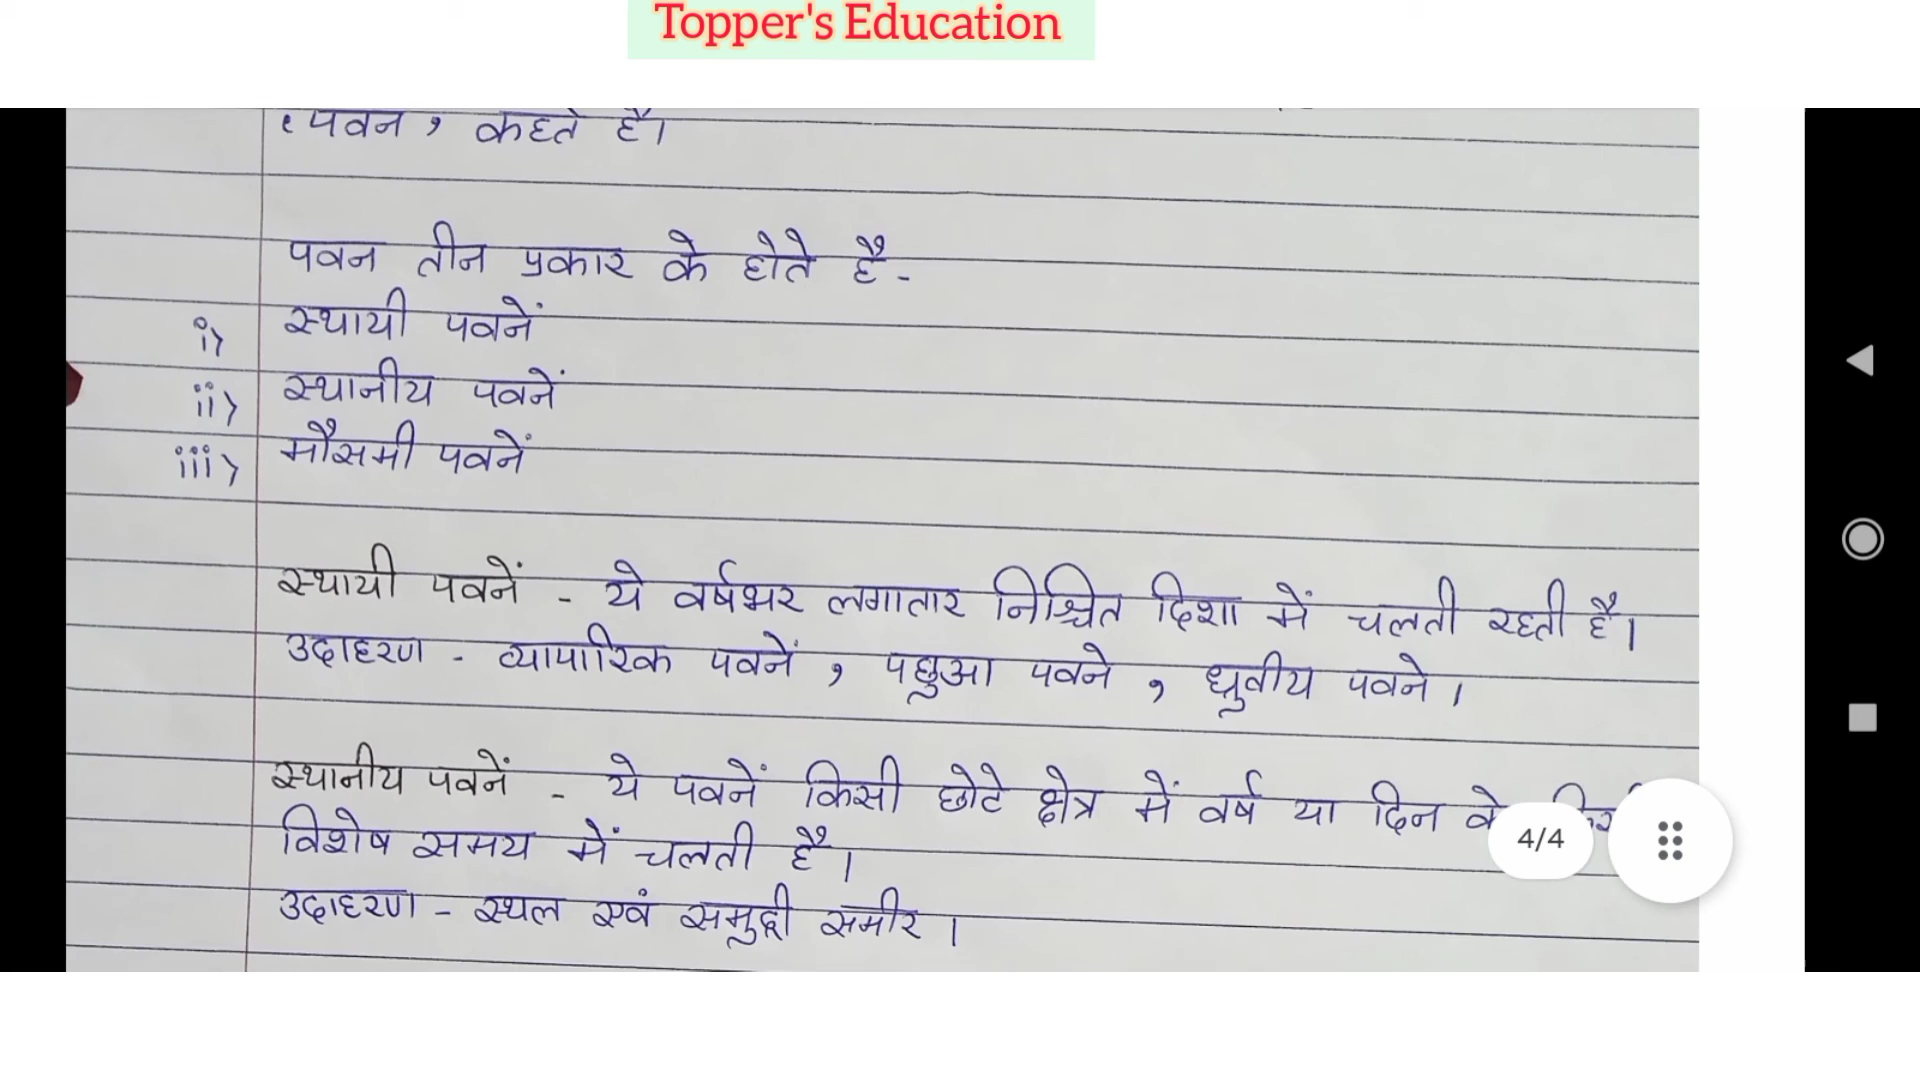 Topper's Education
‘पवन’ कहते हैं।
पवन तीन प्रकार के होते है -
i) स्थायी पवनें
ii) स्थानीय पवनें
iii) मौसमी पवनें
स्थायी पवनें - ये वर्षभर लगातार निश्चित दिशा में चलती रहती है।
उदाहरण - व्यापारिक पवनें , पछुआ पवने , ध्रुवीय पवने ।
स्थानीय पवनें - ये पवनें किसी छोटे क्षेत्र में वर्ष या दिन के
विशेष समय में चलती है।
उदाहरण - स्थल एवं समुद्री समीर ।
4/4